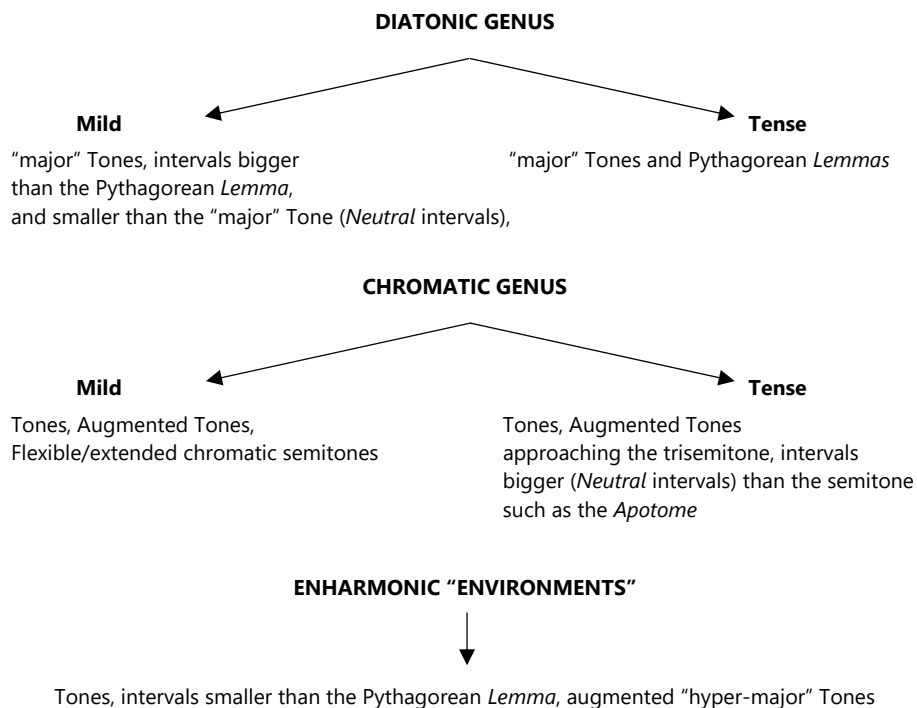 DIATONIC GENUS
Mild
“major” Tones, intervals bigger
than the Pythagorean Lemma,
and smaller than the “major” Tone (Neutral intervals),
Tense
“major” Tones and Pythagorean Lemmas
CHROMATIC GENUS
Mild
Tones, Augmented Tones,
Flexible/extended chromatic semitones
Tense
Tones, Augmented Tones
approaching the trisemitone, intervals
bigger (Neutral intervals) than the semitone
such as the Apotome
ENHARMONIC “ENVIRONMENTS”
Tones, intervals smaller than the Pythagorean Lemma, augmented “hyper-major” Tones